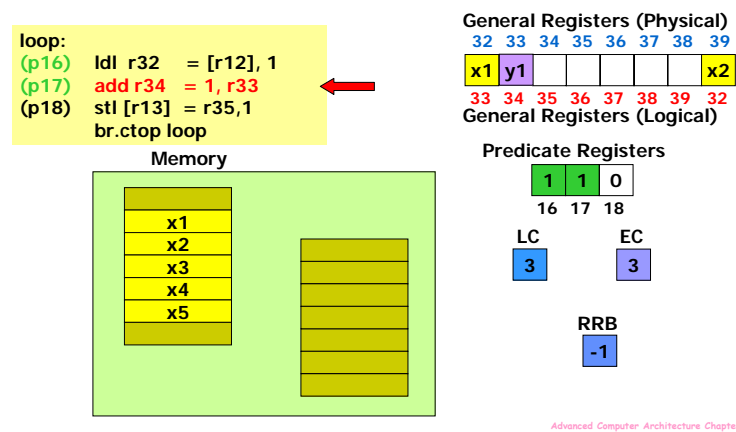 loop:
(p16) ldl r32 = [r12], 1
(p17) add r34 = 1, r33
(p18) stl [r13] = r35,1
br.ctop loop
General Registers (Physical)
32 33 34 35 36 37 38 39
x1 y1 x2
33 34 35 36 37 38 39 32
General Registers (Logical)
Memory
x1
x2
x3
x4
x5
Predicate Registers
1 1 0
16 17 18
LC EC
3 3
RRB
-1
Advanced Computer Architecture Chapte